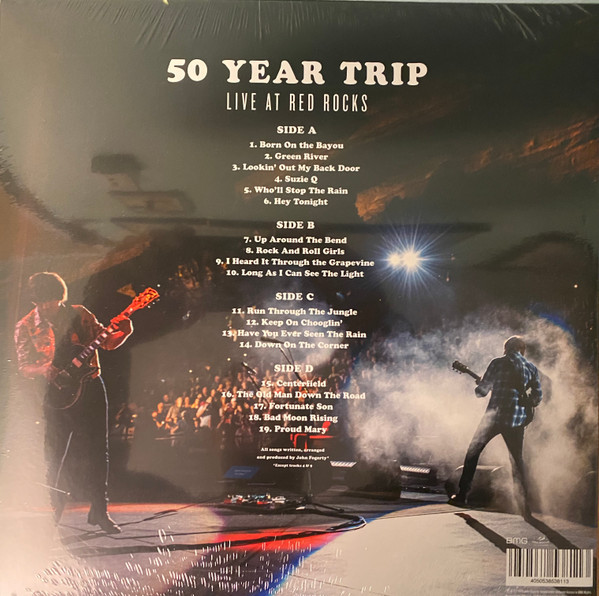 50 YEAR TRIP
LIVE AT RED ROCKS
SIDE A
1. Born On the Bayou
2. Green River
3. Lookin' Out My Back Door
4. Suzie Q
5. Who'll Stop The Rain
6. Hey Tonight
SIDE B
7. Up Around The Bend
8. Rock And Roll Girls
9. I Heard It Through the Grapevine
10. Long As I Can See The Light
SIDE C
11. Run Through The Jungle
12. Keep On Chooglin'
13. Have You Ever Seen The Rain
14. Down On The Corner
SIDE D
15. Centerfield
16. The Old Man Down The Road
17. Fortunate Son
18. Bad Moon Rising
19. Proud Mary
All songs written, arranged
and produced by John Fogerty*
*Except tracks 4 & 9
BMG
4050538638113